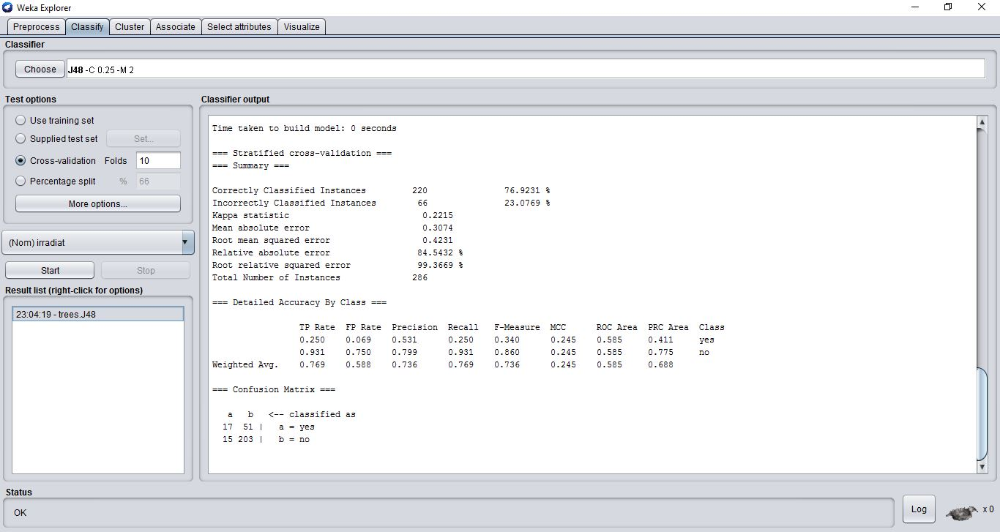 Weka Explorer
Preprocess Classify Cluster Associate Select attributes Visualize
Classifier
Choose J48 -C 0.25 -M 2
Test options
Use training set
Supplied test set Set...
Cross-validation Folds 10
Percentage split % 66
More options...
(Nom) irradiat
Start Stop
Result list (right-click for options)
23:04:19 - trees.J48
Classifier output
Time taken to build model: 0 seconds
=== Stratified cross-validation ===
=== Summary ===
Correctly Classified Instances 220 76.9231 %
Incorrectly Classified Instances 66 23.0769 %
Kappa statistic 0.2215
Mean absolute error 0.3074
Root mean squared error 0.4231
Relative absolute error 84.5432 %
Root relative squared error 99.3669 %
Total Number of Instances 286
=== Detailed Accuracy By Class ===
TP Rate FP Rate Precision Recall F-Measure MCC ROC Area PRC Area Class
0.250 0.069 0.531 0.250 0.340 0.245 0.585 0.411 yes
0.931 0.750 0.799 0.931 0.860 0.245 0.585 0.775 no
Weighted Avg. 0.769 0.588 0.736 0.769 0.736 0.245 0.585 0.688
=== Confusion Matrix ===
a b <-- classified as
17 51 | a = yes
15 203 | b = no
Status
OK
Log x 0